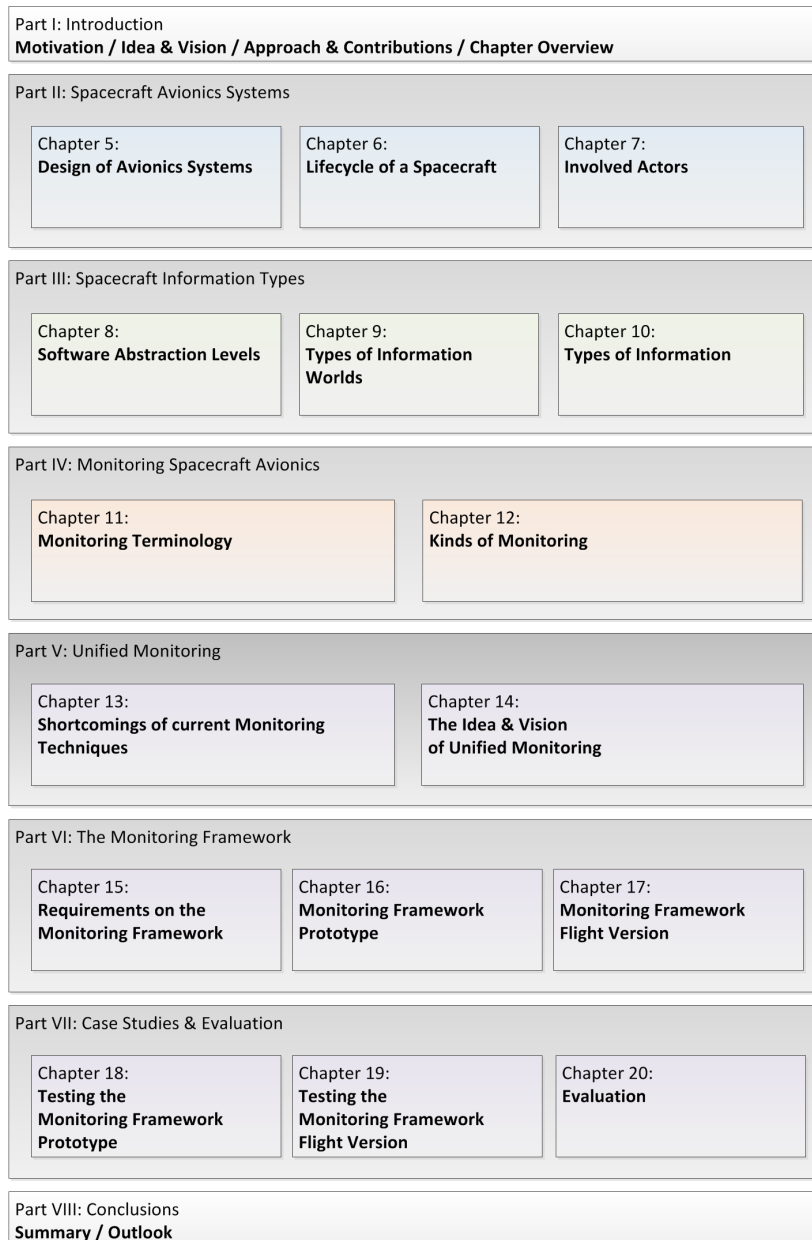 Part I: Introduction
Motivation / Idea & Vision / Approach & Contributions / Chapter Overview
Part II: Spacecraft Avionics Systems
Chapter 5:
Design of Avionics Systems
Chapter 6:
Lifecycle of a Spacecraft
Chapter 7:
Involved Actors
Part III: Spacecraft Information Types
Chapter 8:
Software Abstraction Levels
Chapter 9:
Types of Information
Worlds
Chapter 10:
Types of Information
Part IV: Monitoring Spacecraft Avionics
Chapter 11:
Monitoring Terminology
Chapter 12:
Kinds of Monitoring
Part V: Unified Monitoring
Chapter 13:
Shortcomings of current Monitoring
Techniques
Chapter 14:
The Idea & Vision
of Unified Monitoring
Part VI: The Monitoring Framework
Chapter 15:
Requirements on the
Monitoring Framework
Chapter 16:
Monitoring Framework
Prototype
Chapter 17:
Monitoring Framework
Flight Version
Part VII: Case Studies & Evaluation
Chapter 18:
Testing the
Monitoring Framework
Prototype
Chapter 19:
Testing the
Monitoring Framework
Flight Version
Chapter 20:
Evaluation
Part VIII: Conclusions
Summary / Outlook